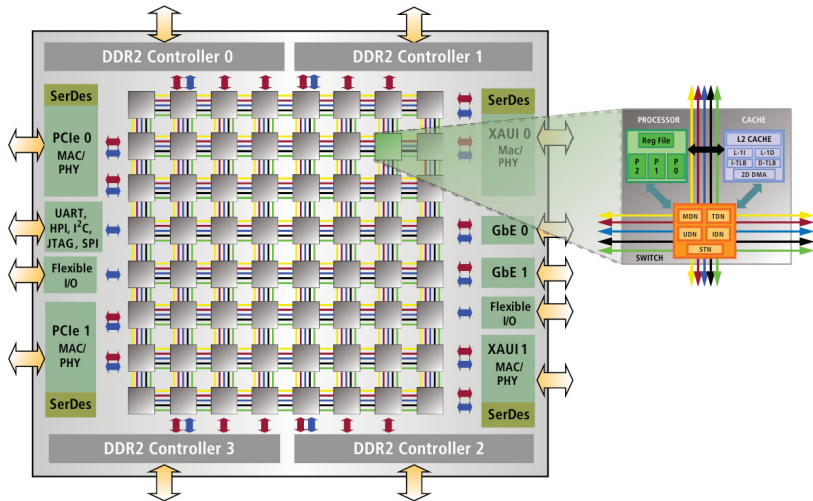 DDR2 Controller 0
DDR2 Controller 1
SerDes
PCIe 0
MAC/
PHY
UART,
HPI, I²C,
JTAG, SPI
Flexible
I/O
PCIe 1
MAC/
PHY
SerDes
SerDes
XAUI 0
Mac/
Phy
GbE 0
GbE 1
Flexible
I/O
XAUI 1
MAC/
PHY
SerDes
DDR2 Controller 3
DDR2 Controller 2
PROCESSOR
CACHE
Reg File
P
2
P
1
P
0
L2 CACHE
L-1I
L-1D
I-TLB
D-TLB
2D DMA
MDN
TDN
UDN
IDN
STN
SWITCH